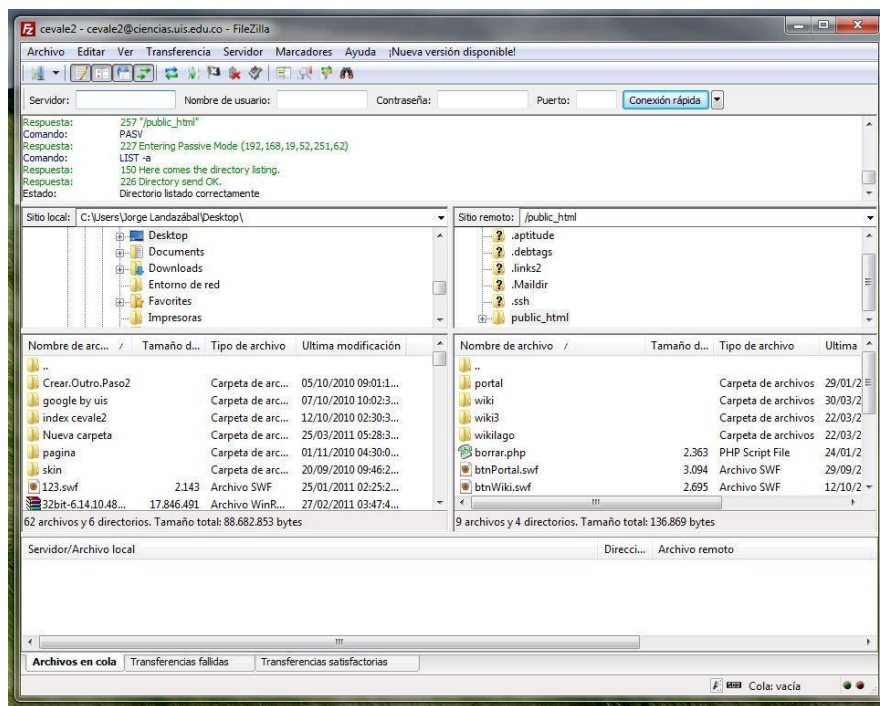 cevale2 - cevale2@ciencias.uis.edu.co - FileZilla
Archivo Editar Ver Transferencia Servidor Marcadores Ayuda ¡Nueva versión disponible!
Servidor: Nombre de usuario: Contraseña: Puerto: Conexión rápida
Respuesta: 257 "/public_html"
Comando: PASV
Respuesta: 227 Entering Passive Mode (192,168,19,52,251,62)
Comando: LIST -a
Respuesta: 150 Here comes the directory listing.
Respuesta: 226 Directory send OK.
Estado: Directorio listado correctamente
Sitio local: C:\Users\Jorge Landazábal\Desktop\
Desktop
Documents
Downloads
Entorno de red
Favorites
Impresoras
Sitio remoto: /public_html
.aptitude
.debtags
.links2
.Maildir
.ssh
public_html
Nombre de arc... Tamaño d... Tipo de archivo Ultima modificación
..
Crear.Outro.Paso2 Carpeta de arc... 05/10/2010 09:01:1...
google by uis Carpeta de arc... 07/10/2010 10:02:3...
index cevale2 Carpeta de arc... 12/10/2010 02:30:3...
Nueva carpeta Carpeta de arc... 25/03/2011 05:28:3...
pagina Carpeta de arc... 01/11/2010 04:30:0...
skin Carpeta de arc... 20/09/2010 09:46:2...
123.swf 2.143 Archivo SWF 25/01/2011 02:25:2...
32bit-6.14.10.48... 17.846.491 Archivo WinR... 27/02/2011 03:47:4...
62 archivos y 6 directorios. Tamaño total: 88.682.853 bytes
Nombre de archivo Tamaño d... Tipo de archivo Ultima
..
portal Carpeta de archivos 29/01/2
wiki Carpeta de archivos 30/03/2
wiki3 Carpeta de archivos 22/03/2
wikilago Carpeta de archivos 22/03/2
borrar.php 2.363 PHP Script File 24/01/2
btnPortal.swf 3.094 Archivo SWF 29/09/2
btnWiki.swf 2.695 Archivo SWF 12/10/2
9 archivos y 4 directorios. Tamaño total: 136.869 bytes
Servidor/Archivo local Direcci... Archivo remoto
Archivos en cola Transferencias fallidas Transferencias satisfactorias
Cola: vacía